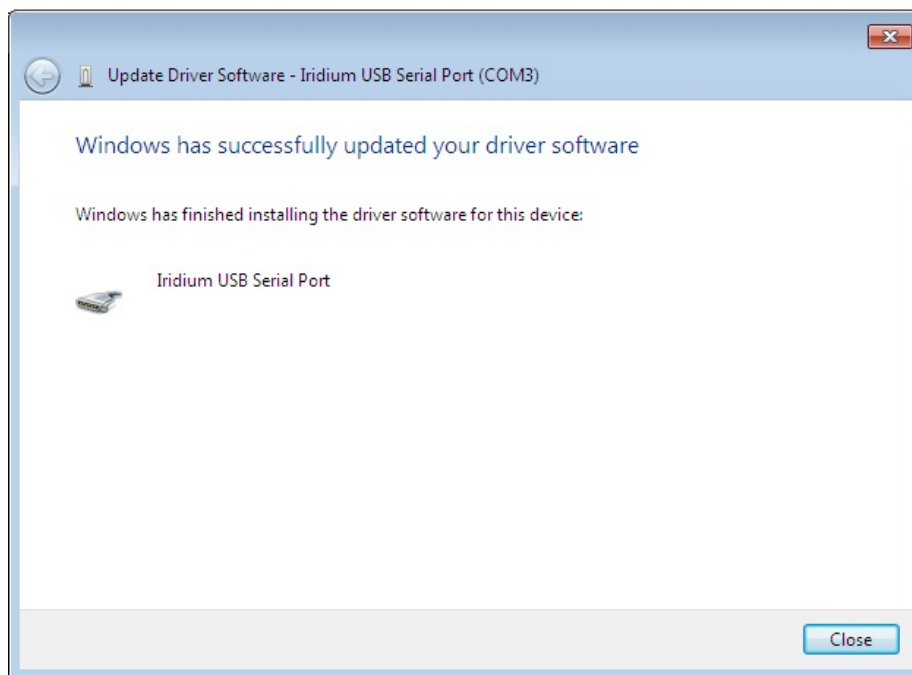 Update Driver Software - Iridium USB Serial Port (COM3)
Windows has successfully updated your driver software
Windows has finished installing the driver software for this device:
Iridium USB Serial Port
Close